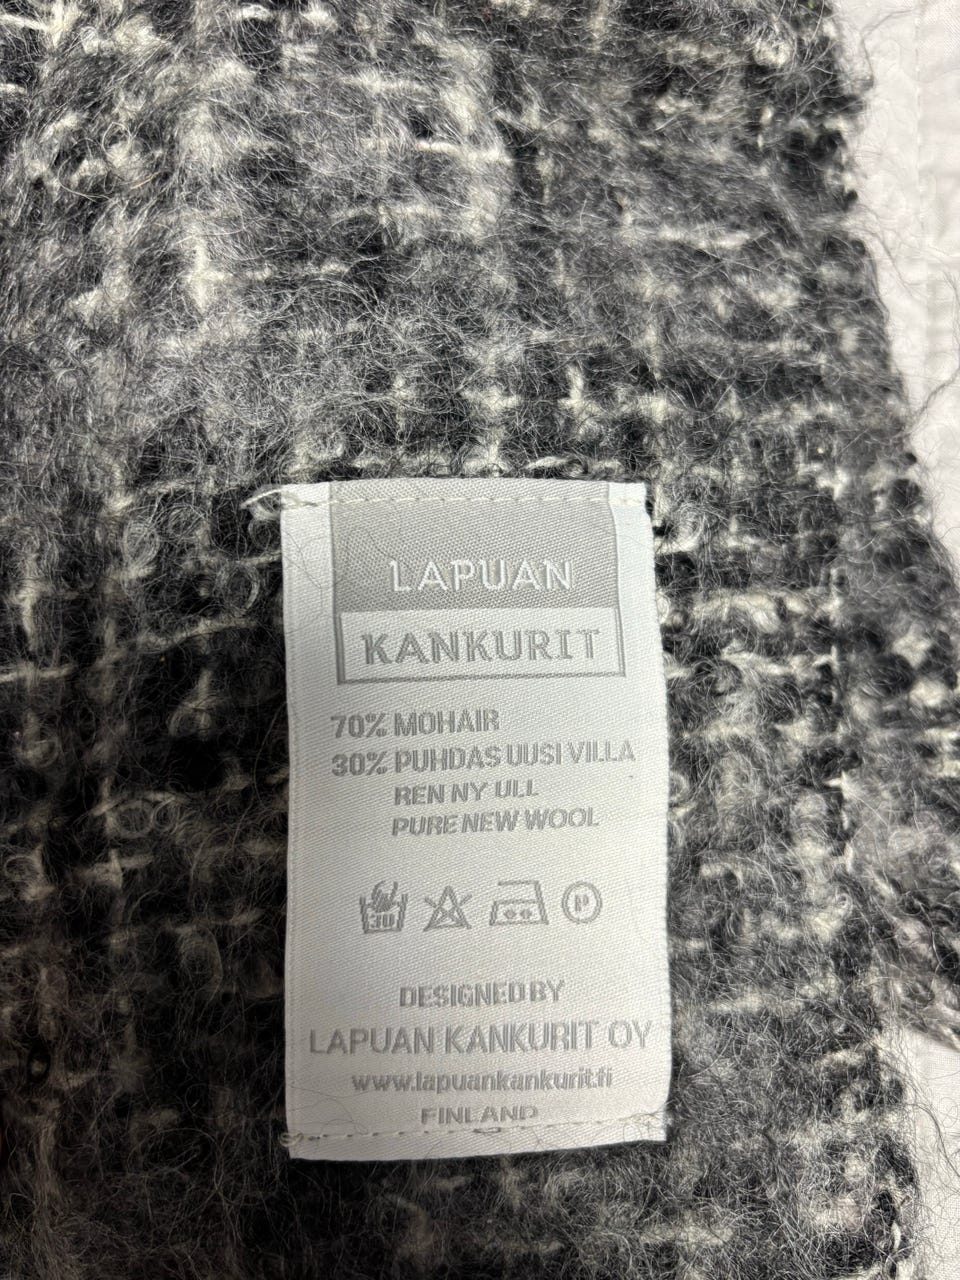 LAPUAN
KANKURIT
70% MOHAIR
30% PUHDAS UUSI VILLA
REN NY ULL
PURE NEW WOOL
30 P
DESIGNED BY
LAPUAN KANKURIT OY
www.lapuankankurit.fi
FINLAND